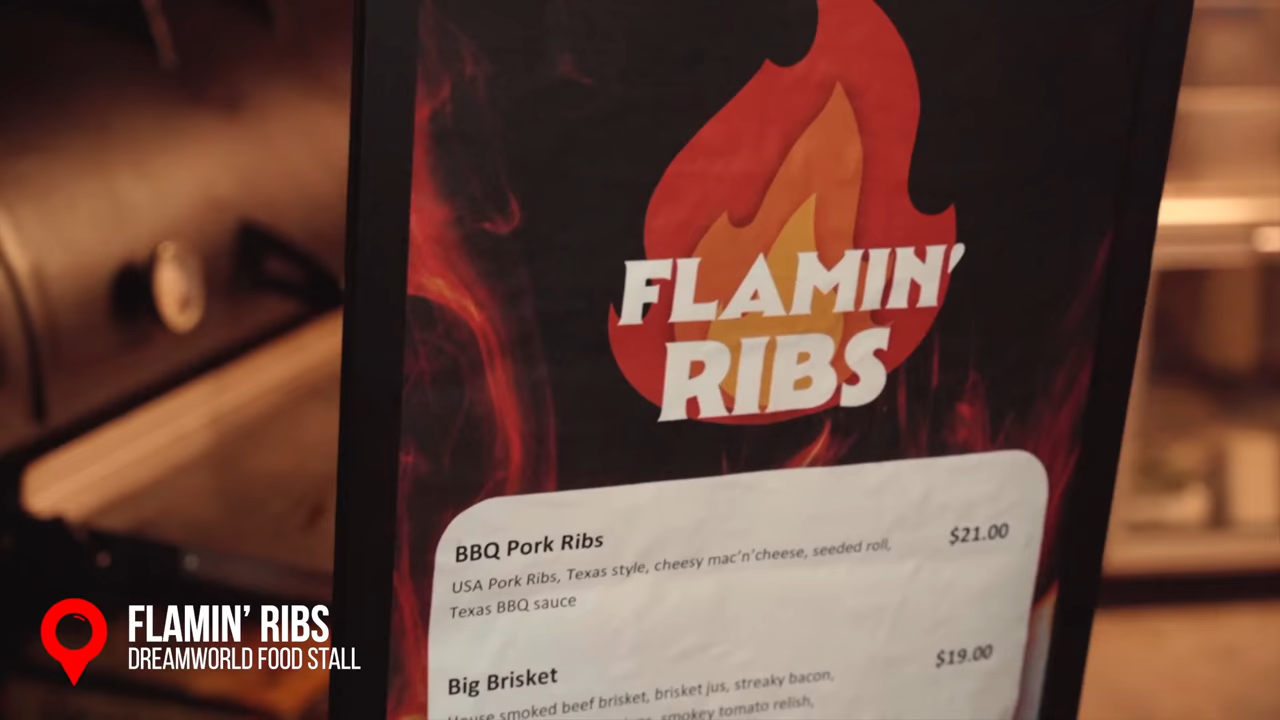 FLAMIN'
RIBS
BBQ Pork Ribs $21.00
USA Pork Ribs, Texas style, cheesy mac'n'cheese, seeded roll,
Texas BBQ sauce
Big Brisket $19.00
House smoked beef brisket, brisket jus, streaky bacon,
smokey tomato relish,
FLAMIN' RIBS
DREAMWORLD FOOD STALL